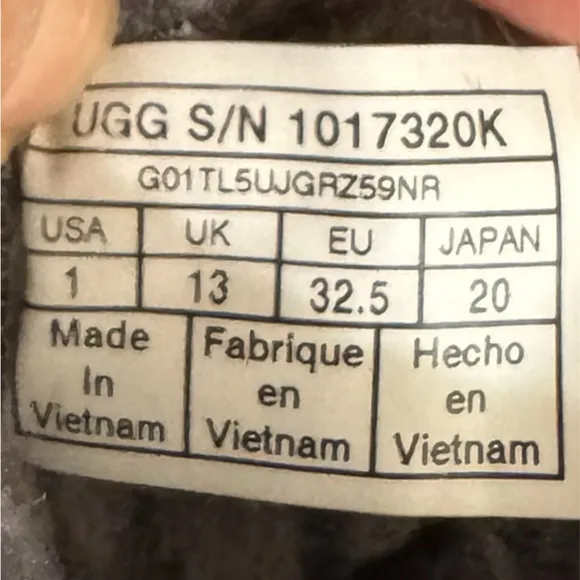 UGG S/N 1017320K
G01TL5UJGRZ59NR
USA UK EU JAPAN
1 13 32.5 20
Made
In
Vietnam
Fabrique
en
Vietnam
Hecho
en
Vietnam